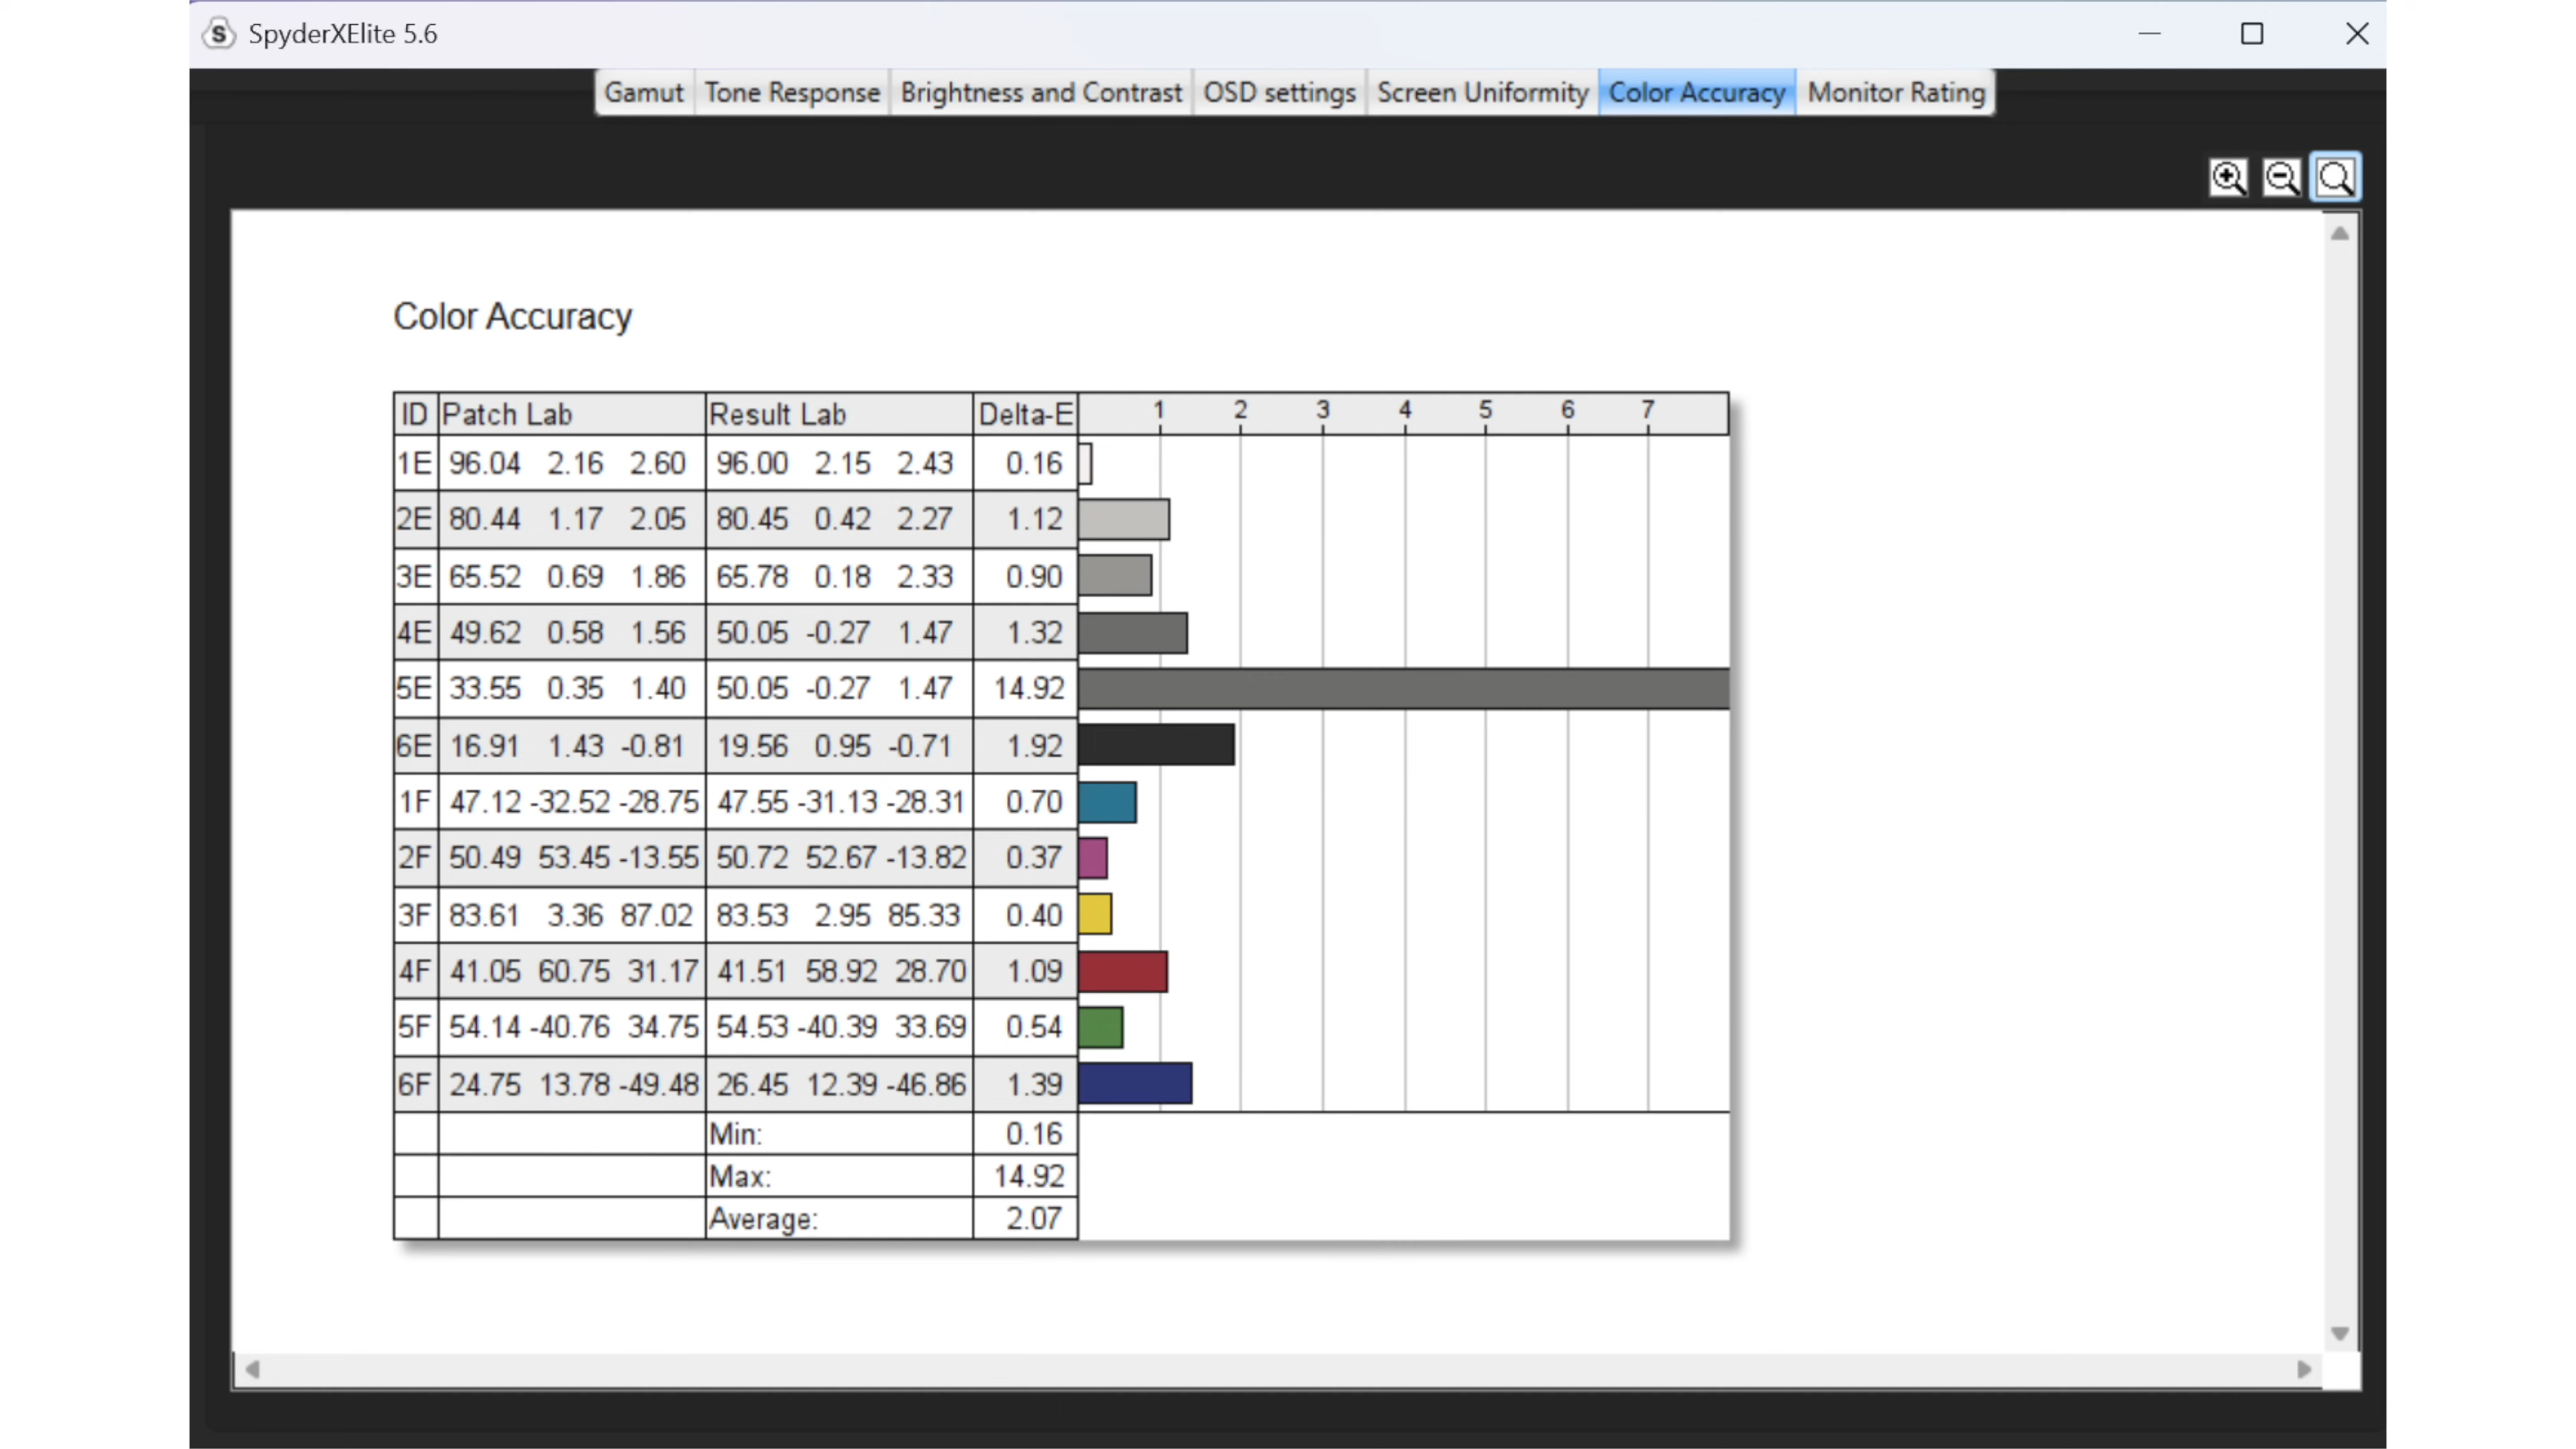 SpyderXElite 5.6
Gamut Tone Response Brightness and Contrast OSD settings Screen Uniformity Color Accuracy Monitor Rating
Color Accuracy
ID Patch Lab Result Lab Delta-E 1 2 3 4 5 6 7
1E 96.04 2.16 2.60 96.00 2.15 2.43 0.16
2E 80.44 1.17 2.05 80.45 0.42 2.27 1.12
3E 65.52 0.69 1.86 65.78 0.18 2.33 0.90
4E 49.62 0.58 1.56 50.05 -0.27 1.47 1.32
5E 33.55 0.35 1.40 50.05 -0.27 1.47 14.92
6E 16.91 1.43 -0.81 19.56 0.95 -0.71 1.92
1F 47.12 -32.52 -28.75 47.55 -31.13 -28.31 0.70
2F 50.49 53.45 -13.55 50.72 52.67 -13.82 0.37
3F 83.61 3.36 87.02 83.53 2.95 85.33 0.40
4F 41.05 60.75 31.17 41.51 58.92 28.70 1.09
5F 54.14 -40.76 34.75 54.53 -40.39 33.69 0.54
6F 24.75 13.78 -49.48 26.45 12.39 -46.86 1.39
Min: 0.16
Max: 14.92
Average: 2.07